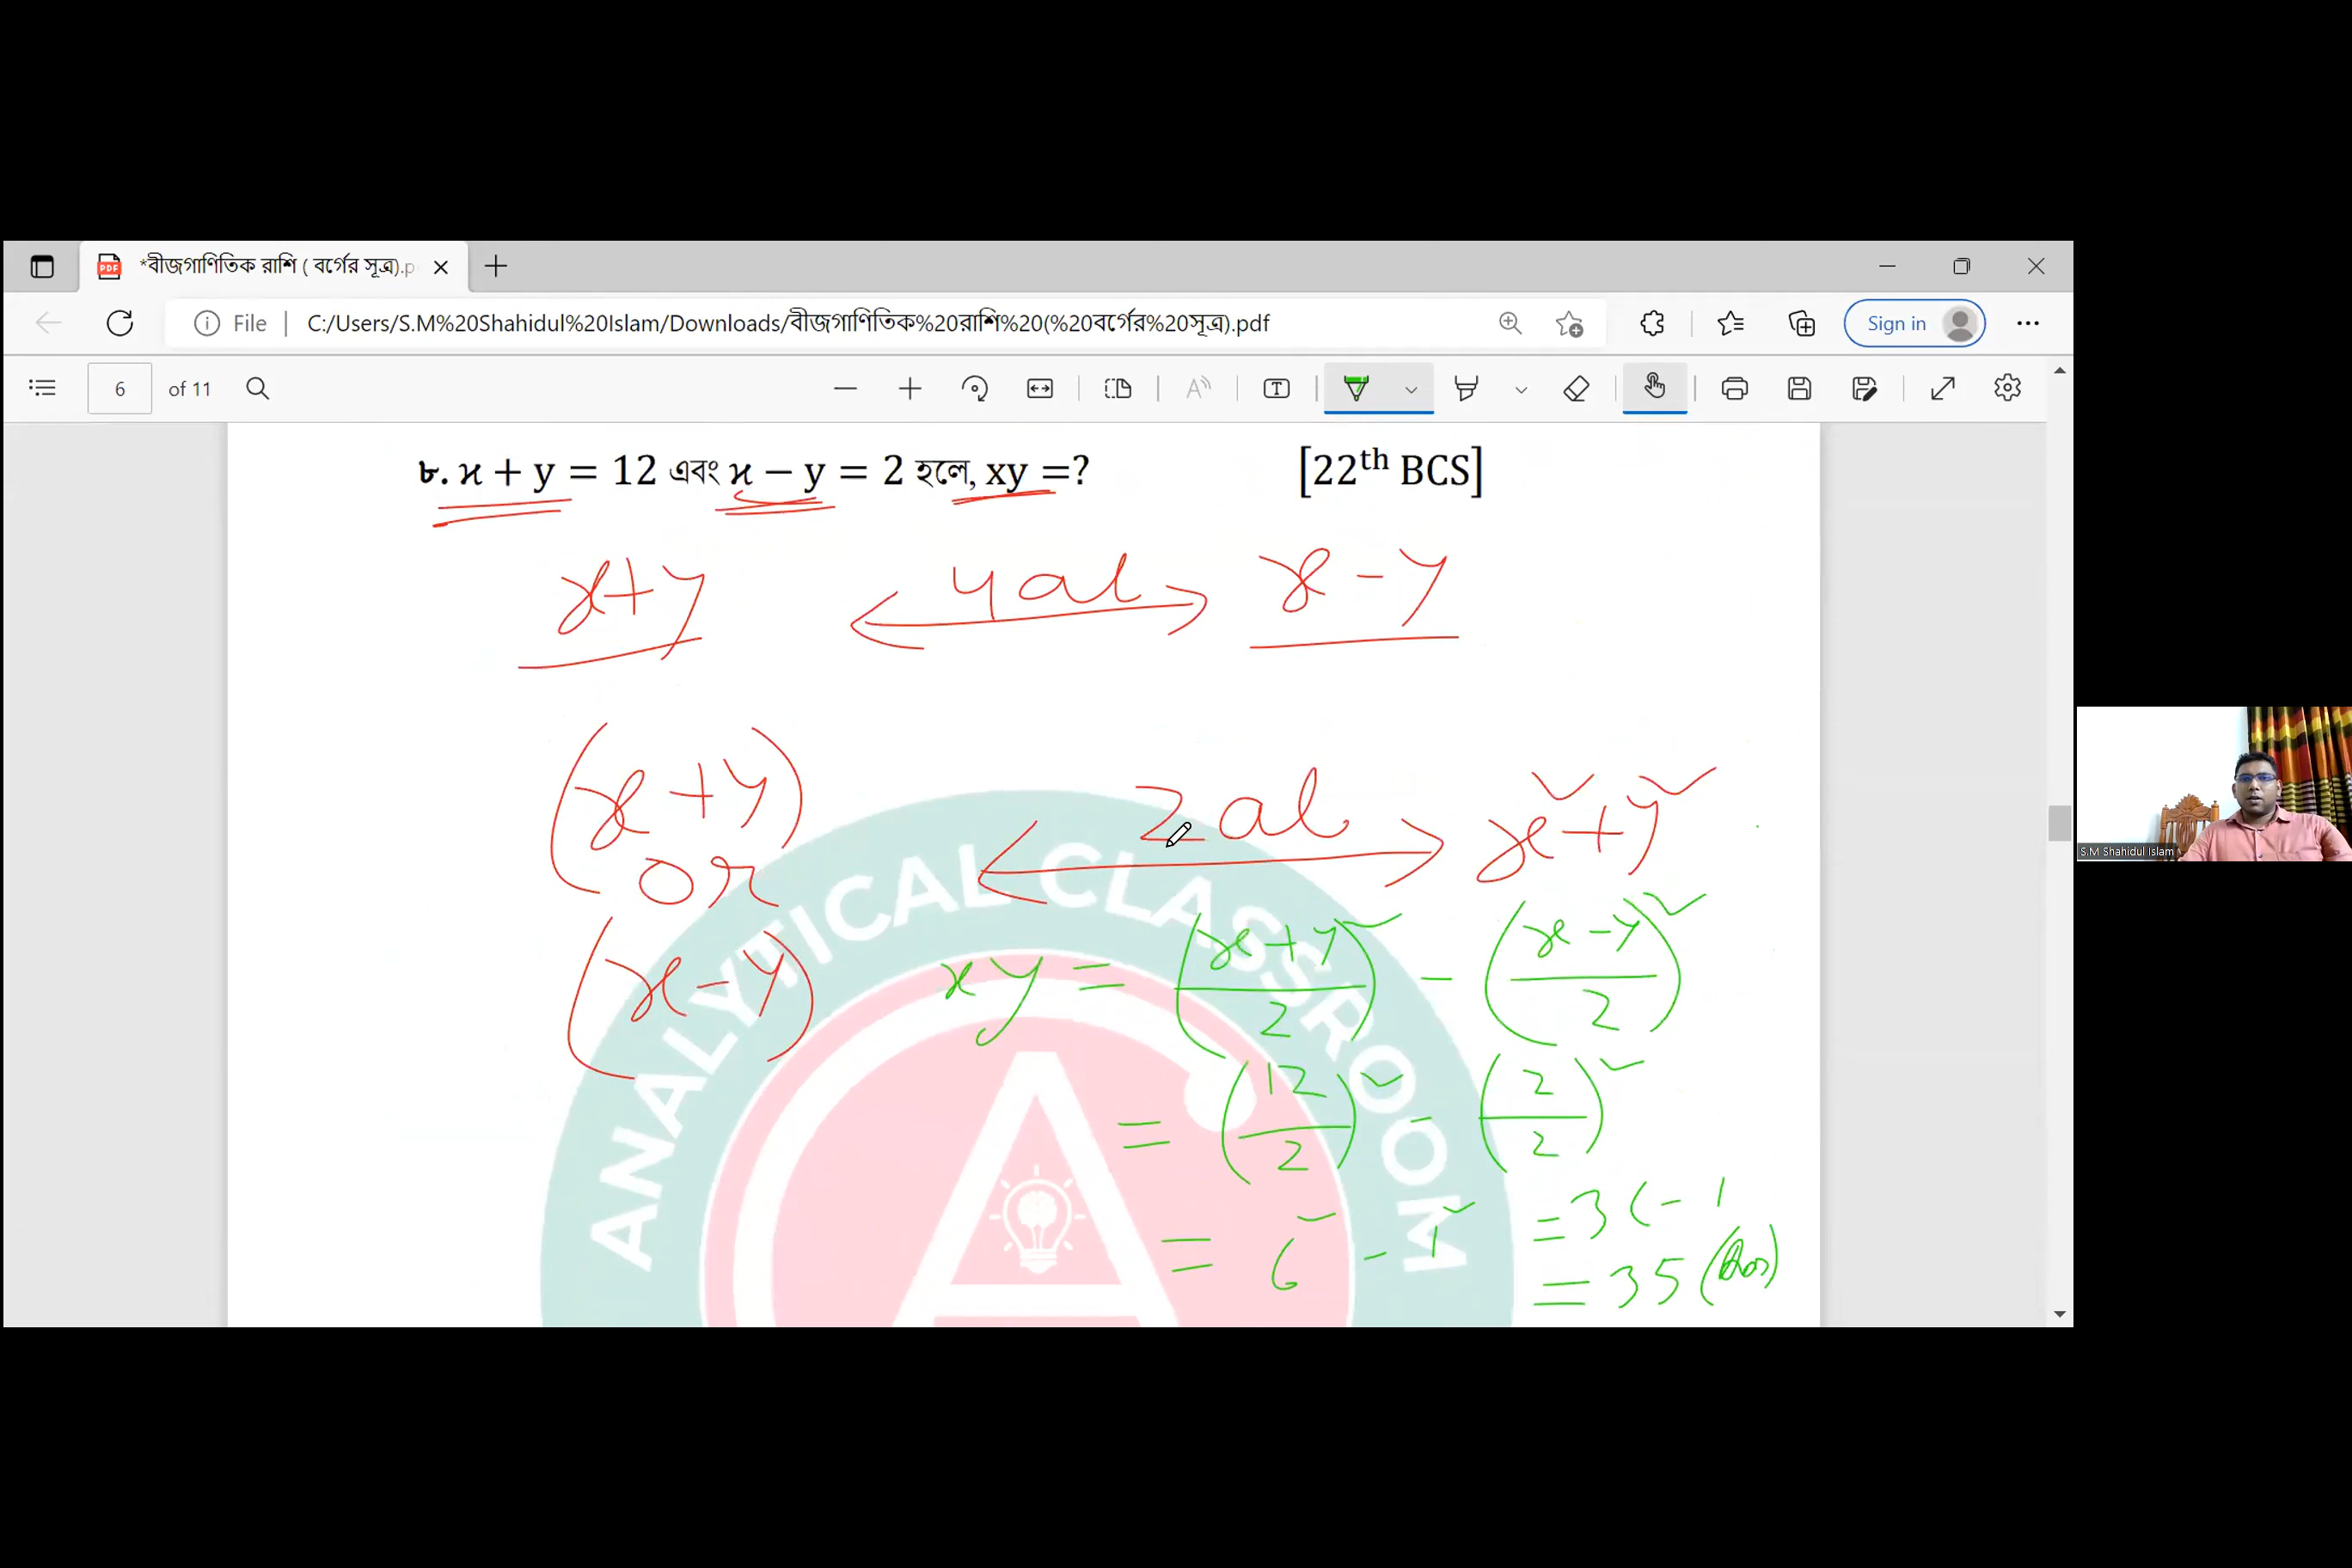 *বীজগাণিতিক রাশি ( বর্গের সূত্র).p
File
C:/Users/S.M%20Shahidul%20Islam/Downloads/বীজগাণিতিক%20রাশি%20(%20বর্গের%20সূত্র).pdf
Sign in
6 of 11
৮. x + y = 12 এবং x − y = 2 হলে, xy =? [22th BCS]
x+y 4ab x-y
(x+y) 2ab x²+y²
or
(x-y)
xy = ((x+y)/2)² - ((x-y)/2)²
= (12/2)² - (2/2)²
= 6² - 1² = 36 - 1
= 35 (Ans)
ANALYTICAL CLASSROOM
S.M Shahidul Islam